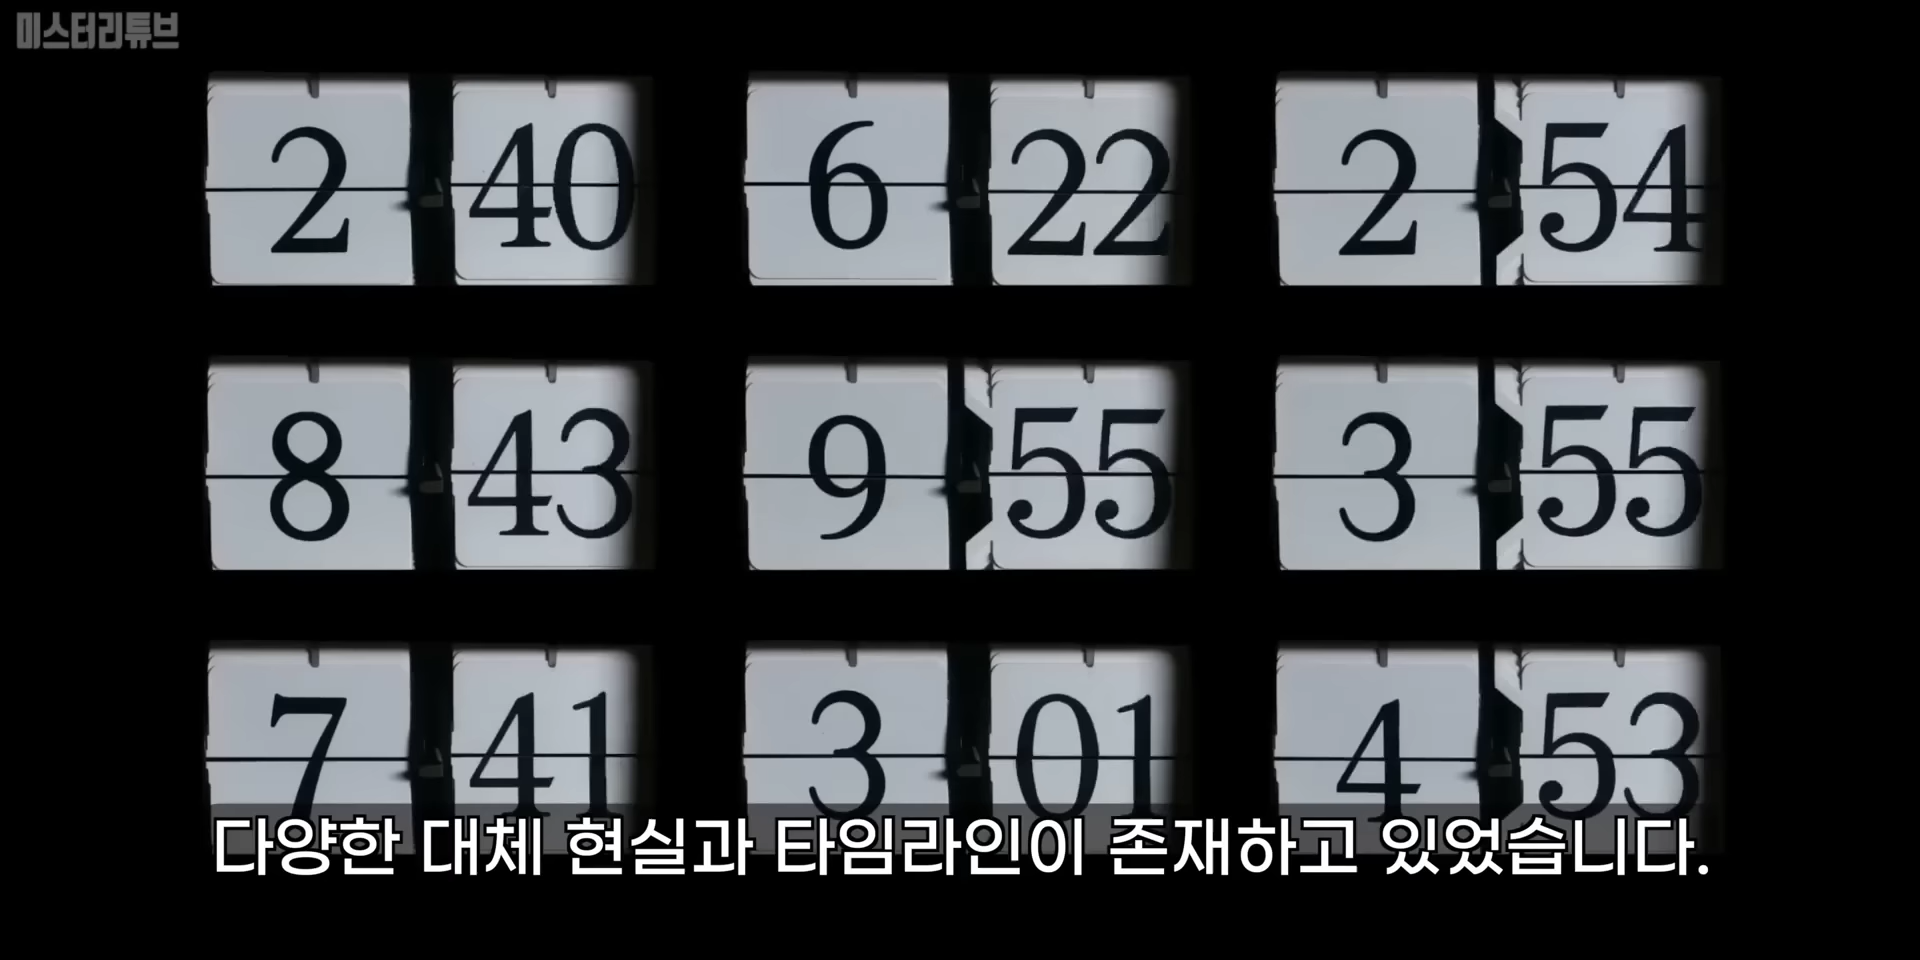 미스터리튜브
2 40 6 22 2 54
8 43 9 55 3 55
7 41 3 01 4 53
다양한 대체 현실과 타임라인이 존재하고 있었습니다.